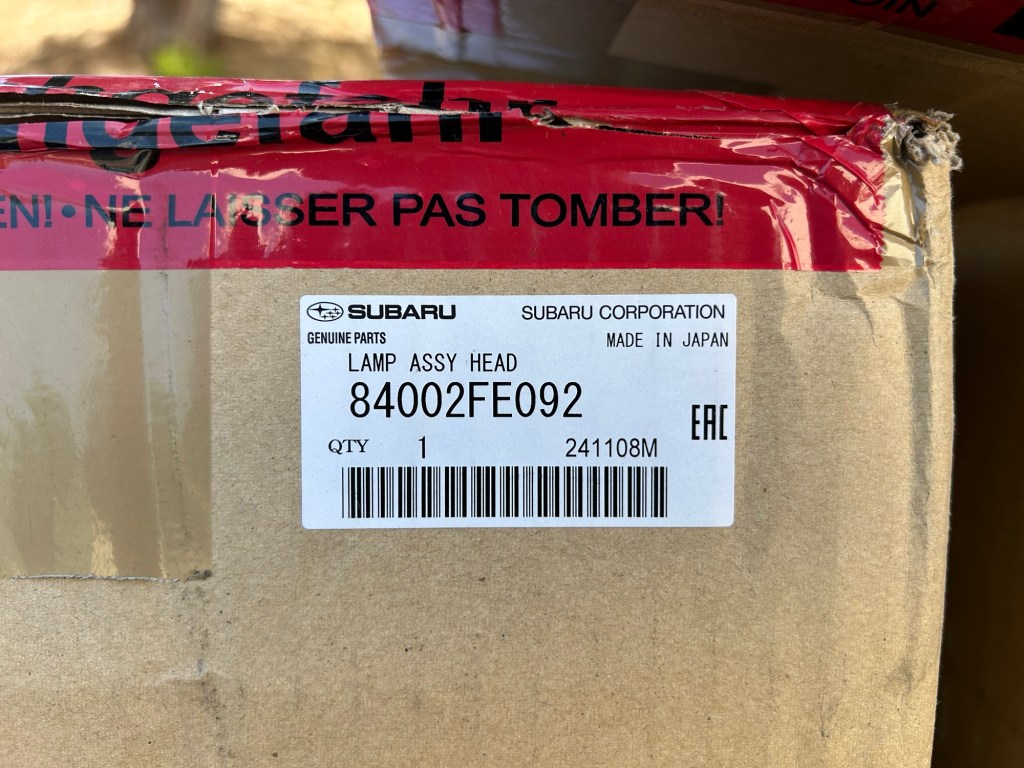 EN! • NE LAISSER PAS TOMBER!
SUBARU
SUBARU CORPORATION
GENUINE PARTS
MADE IN JAPAN
LAMP ASSY HEAD
84002FE092
EAC
QTY 1 241108M